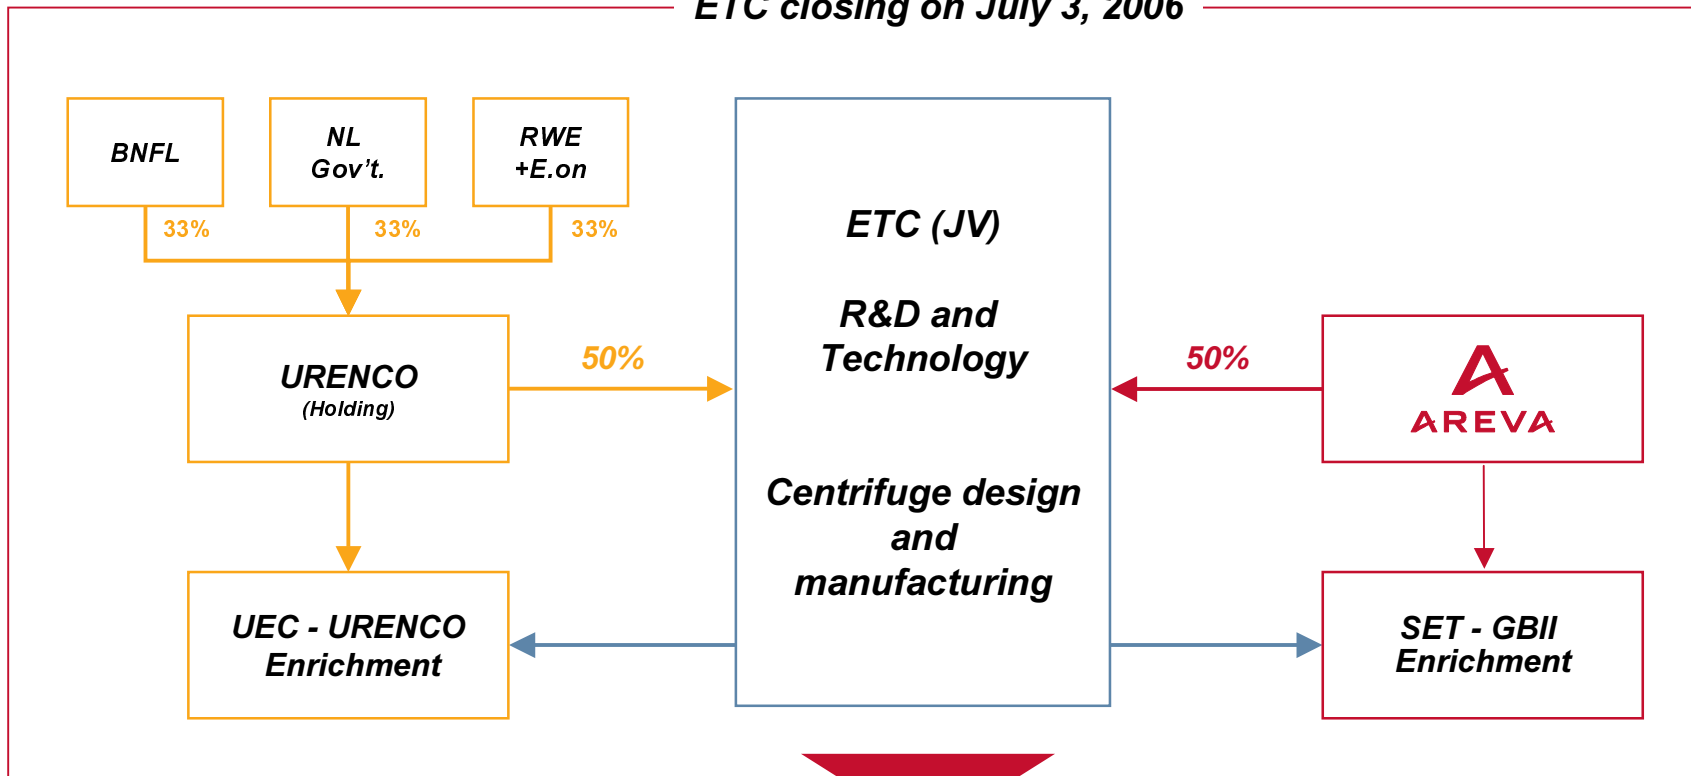 ETC closing on July 3, 2006
BNFL
NL
Gov’t.
RWE
+E.on
33%
33%
33%
ETC (JV)
R&D and
Technology
Centrifuge design
and
manufacturing
URENCO
(Holding)
50%
50%
AREVA
UEC - URENCO
Enrichment
SET - GBII
Enrichment